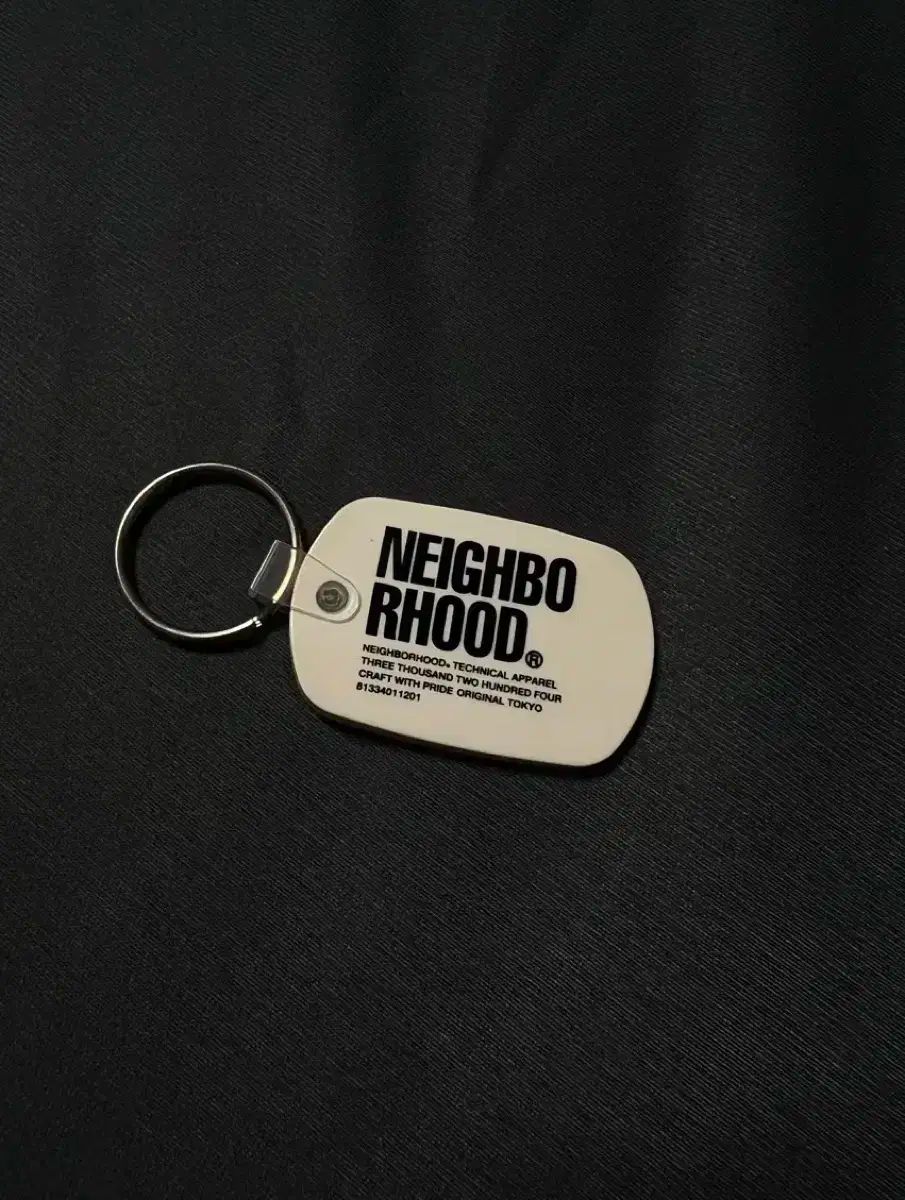 NEIGHBO
RHOOD®
NEIGHBORHOOD® TECHNICAL APPAREL
THREE THOUSAND TWO HUNDRED FOUR
CRAFT WITH PRIDE ORIGINAL TOKYO
81334011201